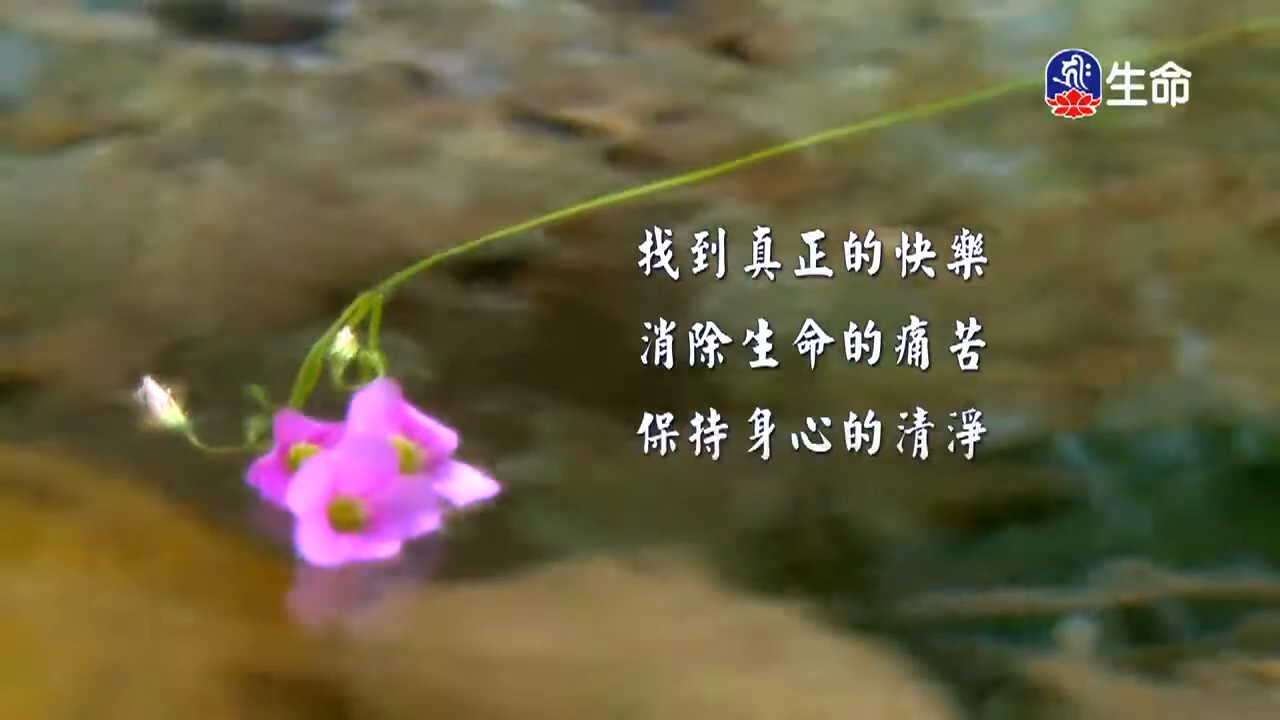 生命
找到真正的快樂
消除生命的痛苦
保持身心的清淨